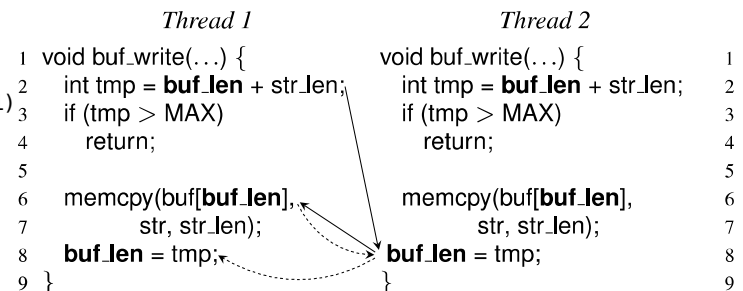 Thread 1 Thread 2
1 void buf_write(...) { void buf_write(...) { 1
2 int tmp = buf_len + str_len; int tmp = buf_len + str_len; 2
3 if (tmp > MAX) if (tmp > MAX) 3
4 return; return; 4
5 5
6 memcpy(buf[buf_len], memcpy(buf[buf_len], 6
7 str, str_len); str, str_len); 7
8 buf_len = tmp; buf_len = tmp; 8
9 } } 9